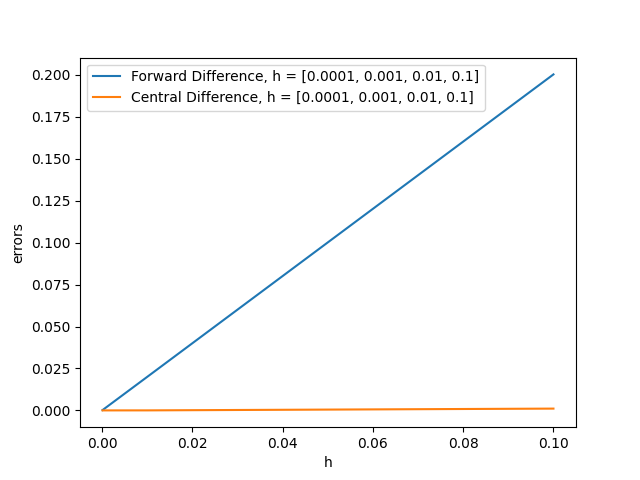 Forward Difference, h = [0.0001, 0.001, 0.01, 0.1]
Central Difference, h = [0.0001, 0.001, 0.01, 0.1]
0.200
0.175
0.150
0.125
0.100
0.075
0.050
0.025
0.000
errors
0.00 0.02 0.04 0.06 0.08 0.10
h